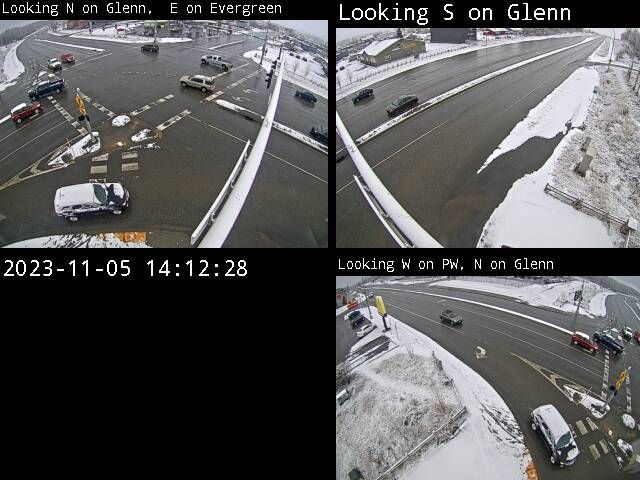 Looking N on Glenn, E on Evergreen
Looking S on Glenn
2023-11-05 14:12:28
Looking W on PW, N on Glenn